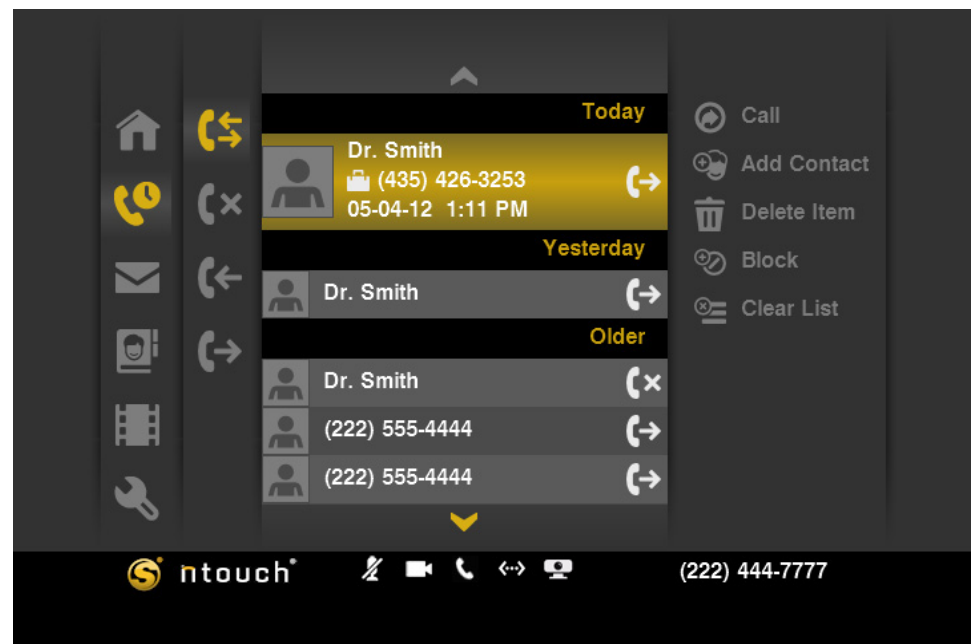 Today
Dr. Smith
(435) 426-3253
05-04-12 1:11 PM
Yesterday
Dr. Smith
Older
Dr. Smith
(222) 555-4444
(222) 555-4444
Call
Add Contact
Delete Item
Block
Clear List
S ntouch
(222) 444-7777